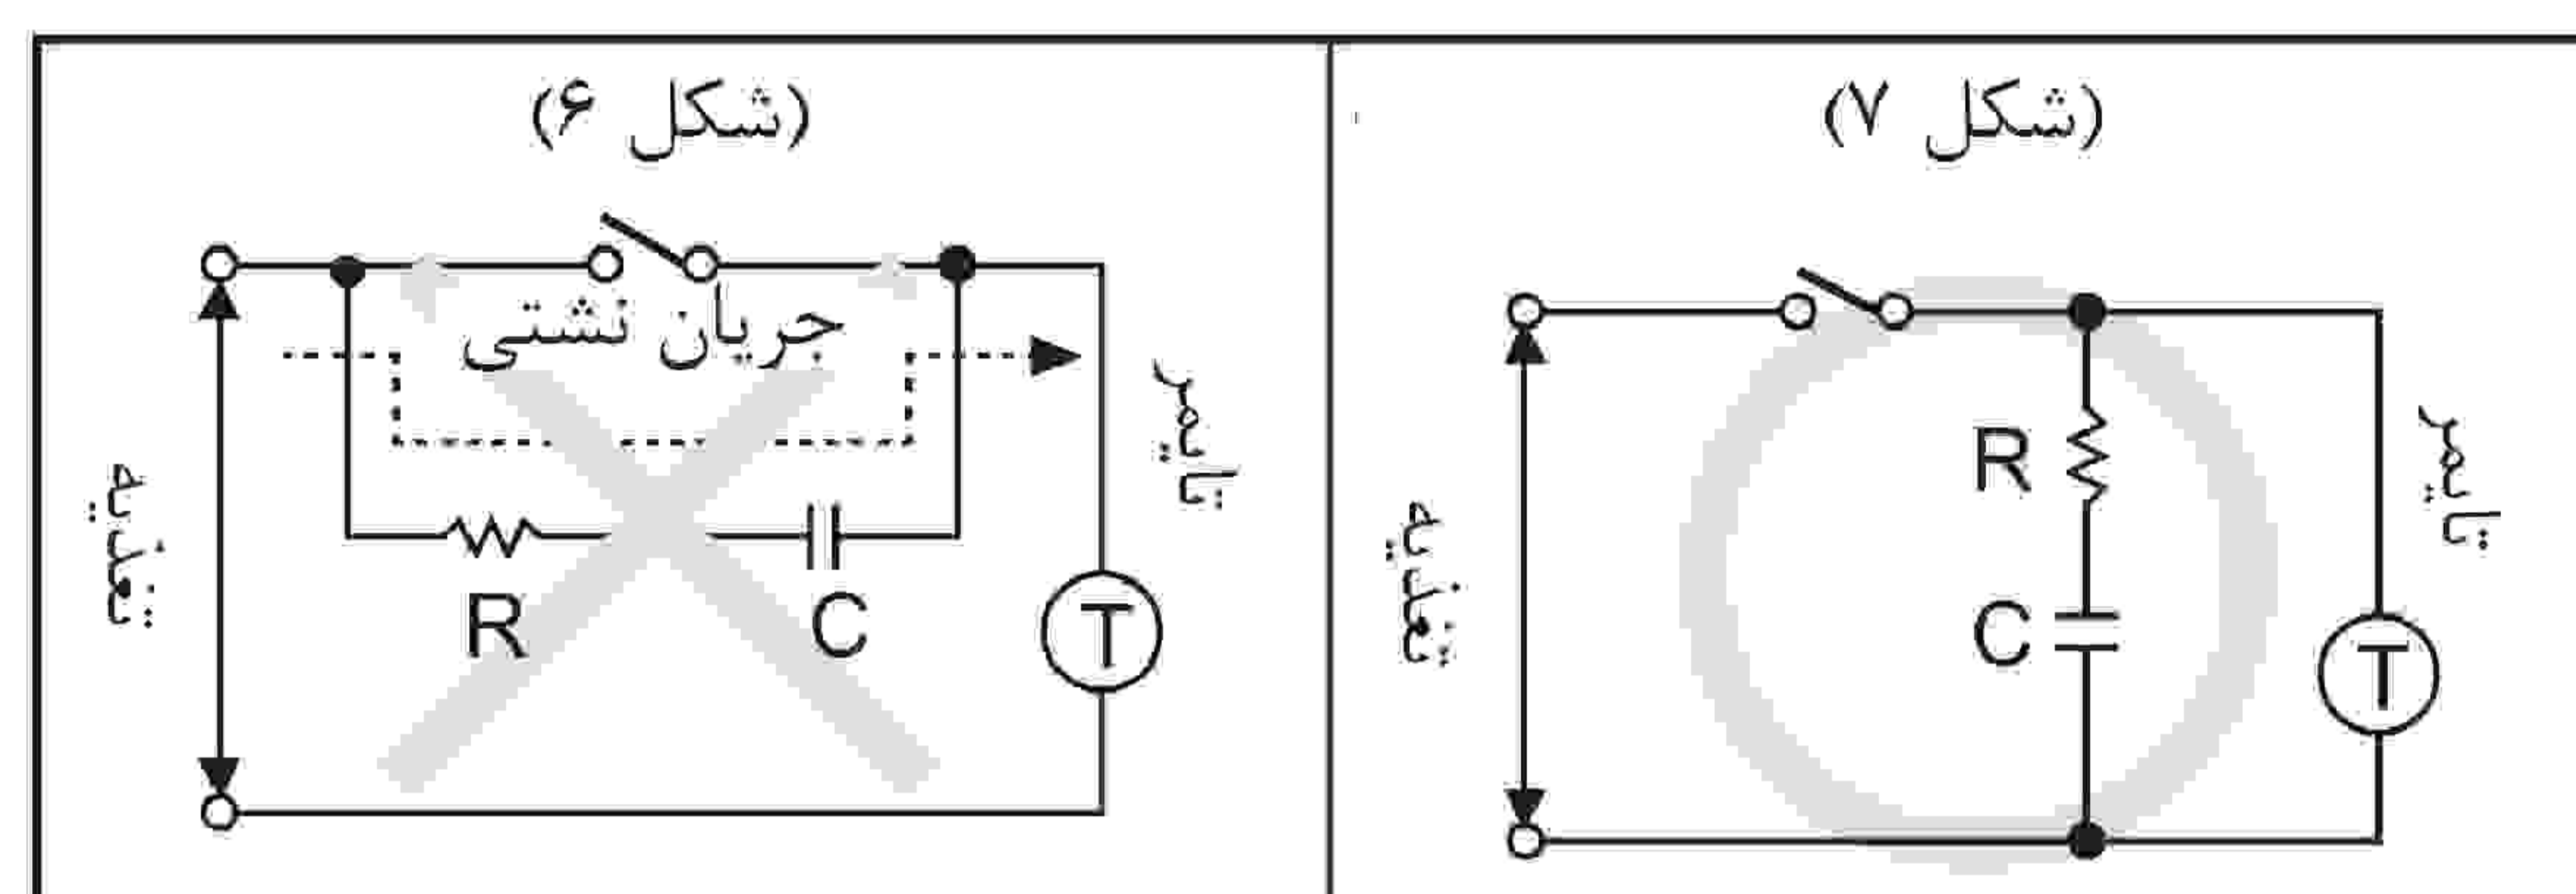 (شکل ۶)
جریان نشتی
تغذیه
تایمر
R
C
T
(شکل ۷)
تغذیه
تایمر
R
C
T